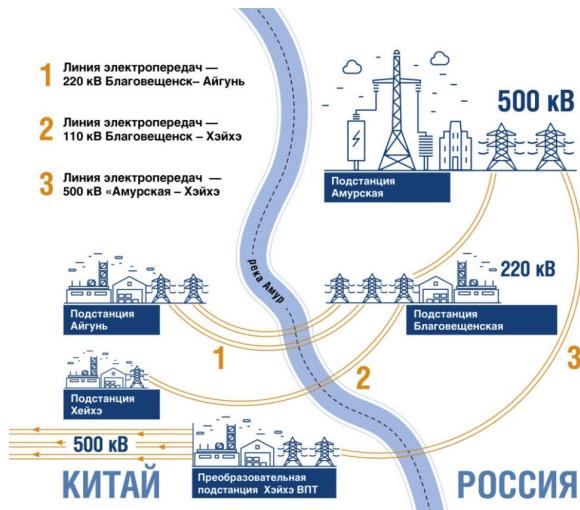 1 Линия электропередач —
220 кВ Благовещенск– Айгунь
2 Линия электропередач —
110 кВ Благовещенск – Хэйхэ
3 Линия электропередач —
500 кВ «Амурская – Хэйхэ
500 кВ
Подстанция
Амурская
река Амур
220 кВ
Подстанция
Айгунь
Подстанция
Благовещенская
1
2
3
Подстанция
Хейхэ
500 кВ
Преобразовательная
подстанция Хэйхэ ВПТ
КИТАЙ
РОССИЯ